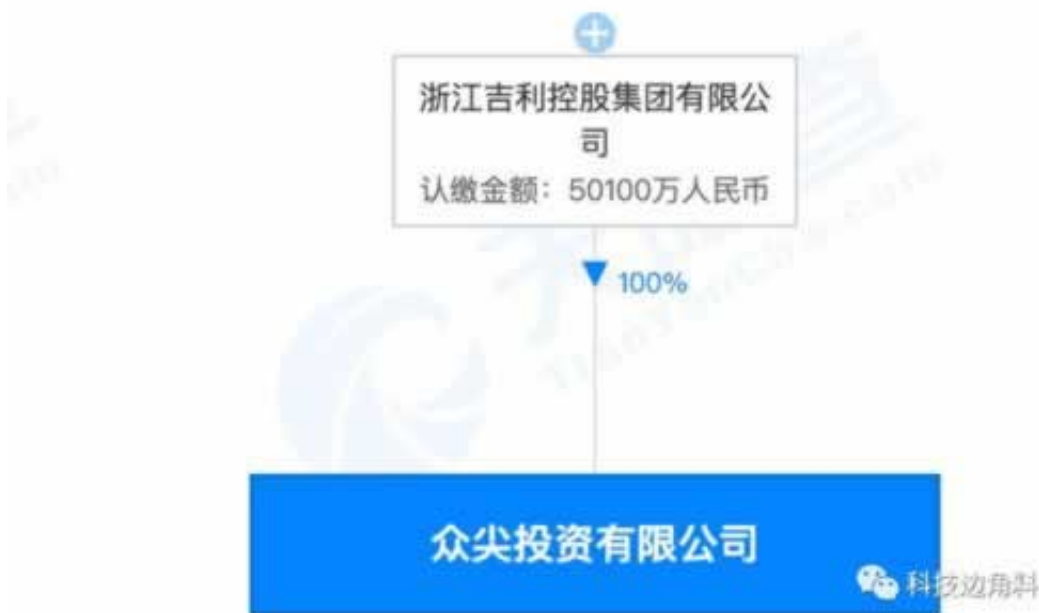 浙江吉利控股集团有限公
司
认缴金额：50100万人民币
100%
众尖投资有限公司
科技边角料